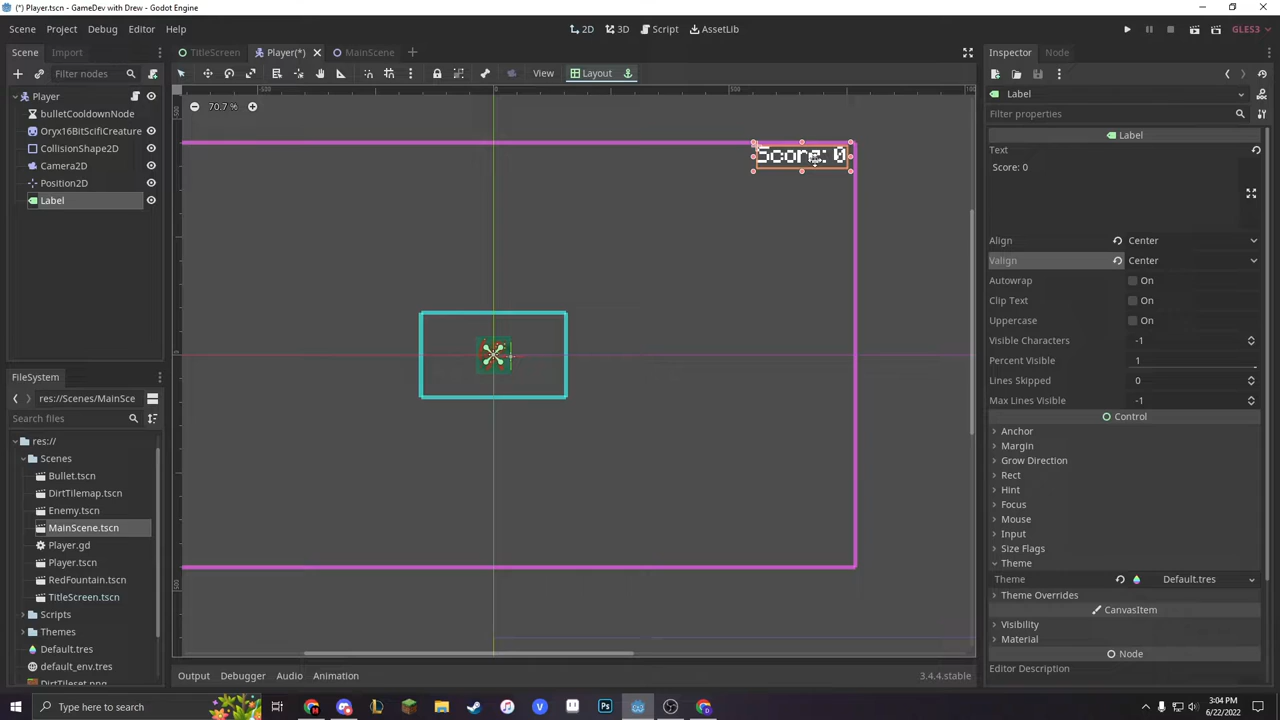 (*) Player.tscn - GameDev with Drew - Godot Engine
Scene Project Debug Editor Help
2D 3D Script AssetLib
GLES3
Scene Import
TitleScreen Player(*) MainScene
Inspector Node
Filter nodes
View Layout
Player
bulletCooldownNode
Oryx16BitScifiCreature
CollisionShape2D
Camera2D
Position2D
Label
70.7 %
-500
0
500
Score: 0
Label
Filter properties
Label
Text
Score: 0
Align Center
Valign Center
Autowrap On
Clip Text On
Uppercase On
Visible Characters -1
Percent Visible 1
Lines Skipped 0
Max Lines Visible -1
Control
Anchor
Margin
Grow Direction
Rect
Hint
Focus
Mouse
Input
Size Flags
Theme
Theme Default.tres
Theme Overrides
CanvasItem
Visibility
Material
Node
Editor Description
FileSystem
res://Scenes/MainSce
Search files
res://
Scenes
Bullet.tscn
DirtTilemap.tscn
Enemy.tscn
MainScene.tscn
Player.gd
Player.tscn
RedFountain.tscn
TitleScreen.tscn
Scripts
Themes
Default.tres
default_env.tres
DirtTileset.png
Output Debugger Audio Animation
3.4.4.stable
Type here to search
3:04 PM
6/22/2022